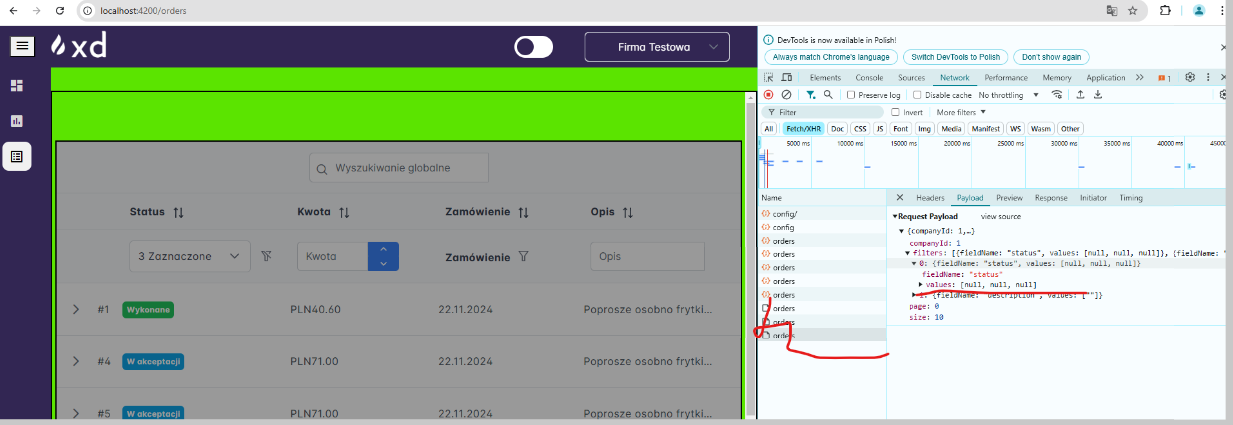 localhost:4200/orders
xd
Firma Testowa
Wyszukiwanie globalne
Status
Kwota
Zamówienie
Opis
3 Zaznaczone
Kwota
Zamówienie
Opis
#1 Wykonane PLN40.60 22.11.2024 Poprosze osobno frytki...
#4 W akceptacji PLN71.00 22.11.2024 Poprosze osobno frytki...
#5 W akceptacji PLN71.00 22.11.2024 Poprosze osobno frytki...
DevTools is now available in Polish!
Always match Chrome's language
Switch DevTools to Polish
Don't show again
Elements Console Sources Network Performance Memory Application 1
Preserve log Disable cache No throttling
Filter Invert More filters
All Fetch/XHR Doc CSS JS Font Img Media Manifest WS Wasm Other
5000 ms 10000 ms 15000 ms 20000 ms 25000 ms 30000 ms 35000 ms 40000 ms 45000
Name
config/
config
orders
orders
orders
orders
orders
orders
orders
orders
Headers Payload Preview Response Initiator Timing
Request Payload view source
{companyId: 1,…}
companyId: 1
filters: [{fieldName: "status", values: [null, null, null]}, {fieldName: "
0: {fieldName: "status", values: [null, null, null]}
fieldName: "status"
values: [null, null, null]
1: {fieldName: "description", values: [""]}
page: 0
size: 10